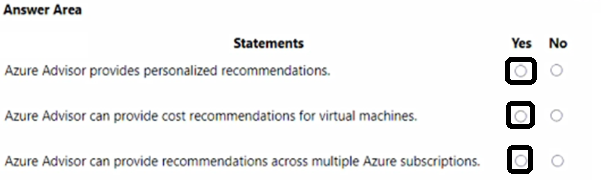 Answer Area
Statements Yes No
Azure Advisor provides personalized recommendations.
Azure Advisor can provide cost recommendations for virtual machines.
Azure Advisor can provide recommendations across multiple Azure subscriptions.